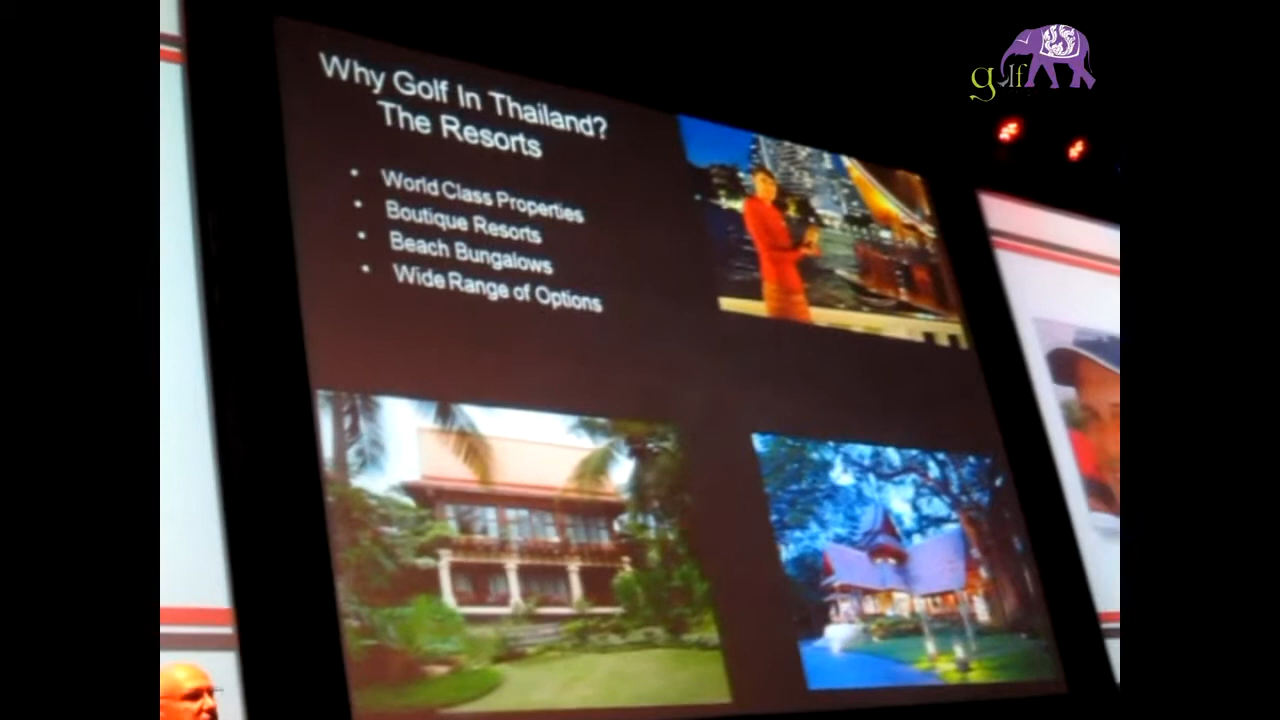 golf
Why Golf In Thailand?
The Resorts
• World Class Properties
• Boutique Resorts
• Beach Bungalows
• Wide Range of Options